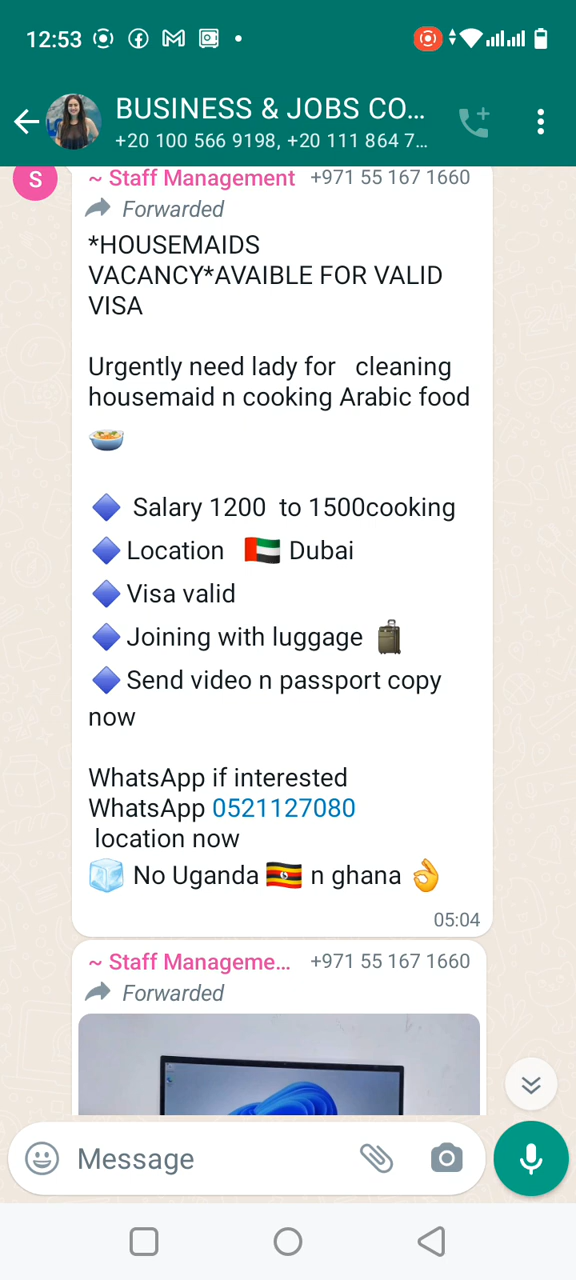 12:53
BUSINESS & JOBS CO...
+20 100 566 9198, +20 111 864 7...
S
~ Staff Management +971 55 167 1660
Forwarded
*HOUSEMAIDS
VACANCY*AVAIBLE FOR VALID
VISA
Urgently need lady for cleaning
housemaid n cooking Arabic food
Salary 1200 to 1500cooking
Location Dubai
Visa valid
Joining with luggage
Send video n passport copy
now
WhatsApp if interested
WhatsApp 0521127080
location now
No Uganda n ghana
05:04
~ Staff Manageme... +971 55 167 1660
Forwarded
Message